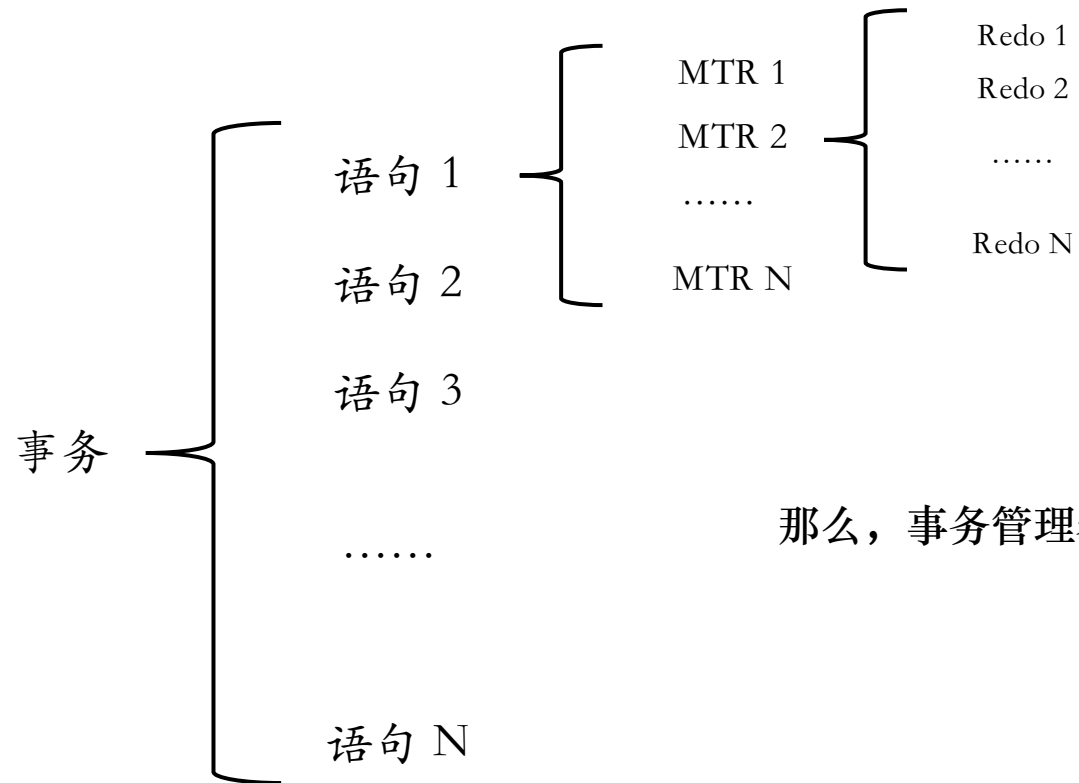 事务
语句 1
语句 2
语句 3
……
语句 N
MTR 1
MTR 2
……
MTR N
Redo 1
Redo 2
……
Redo N
那么，事务管理